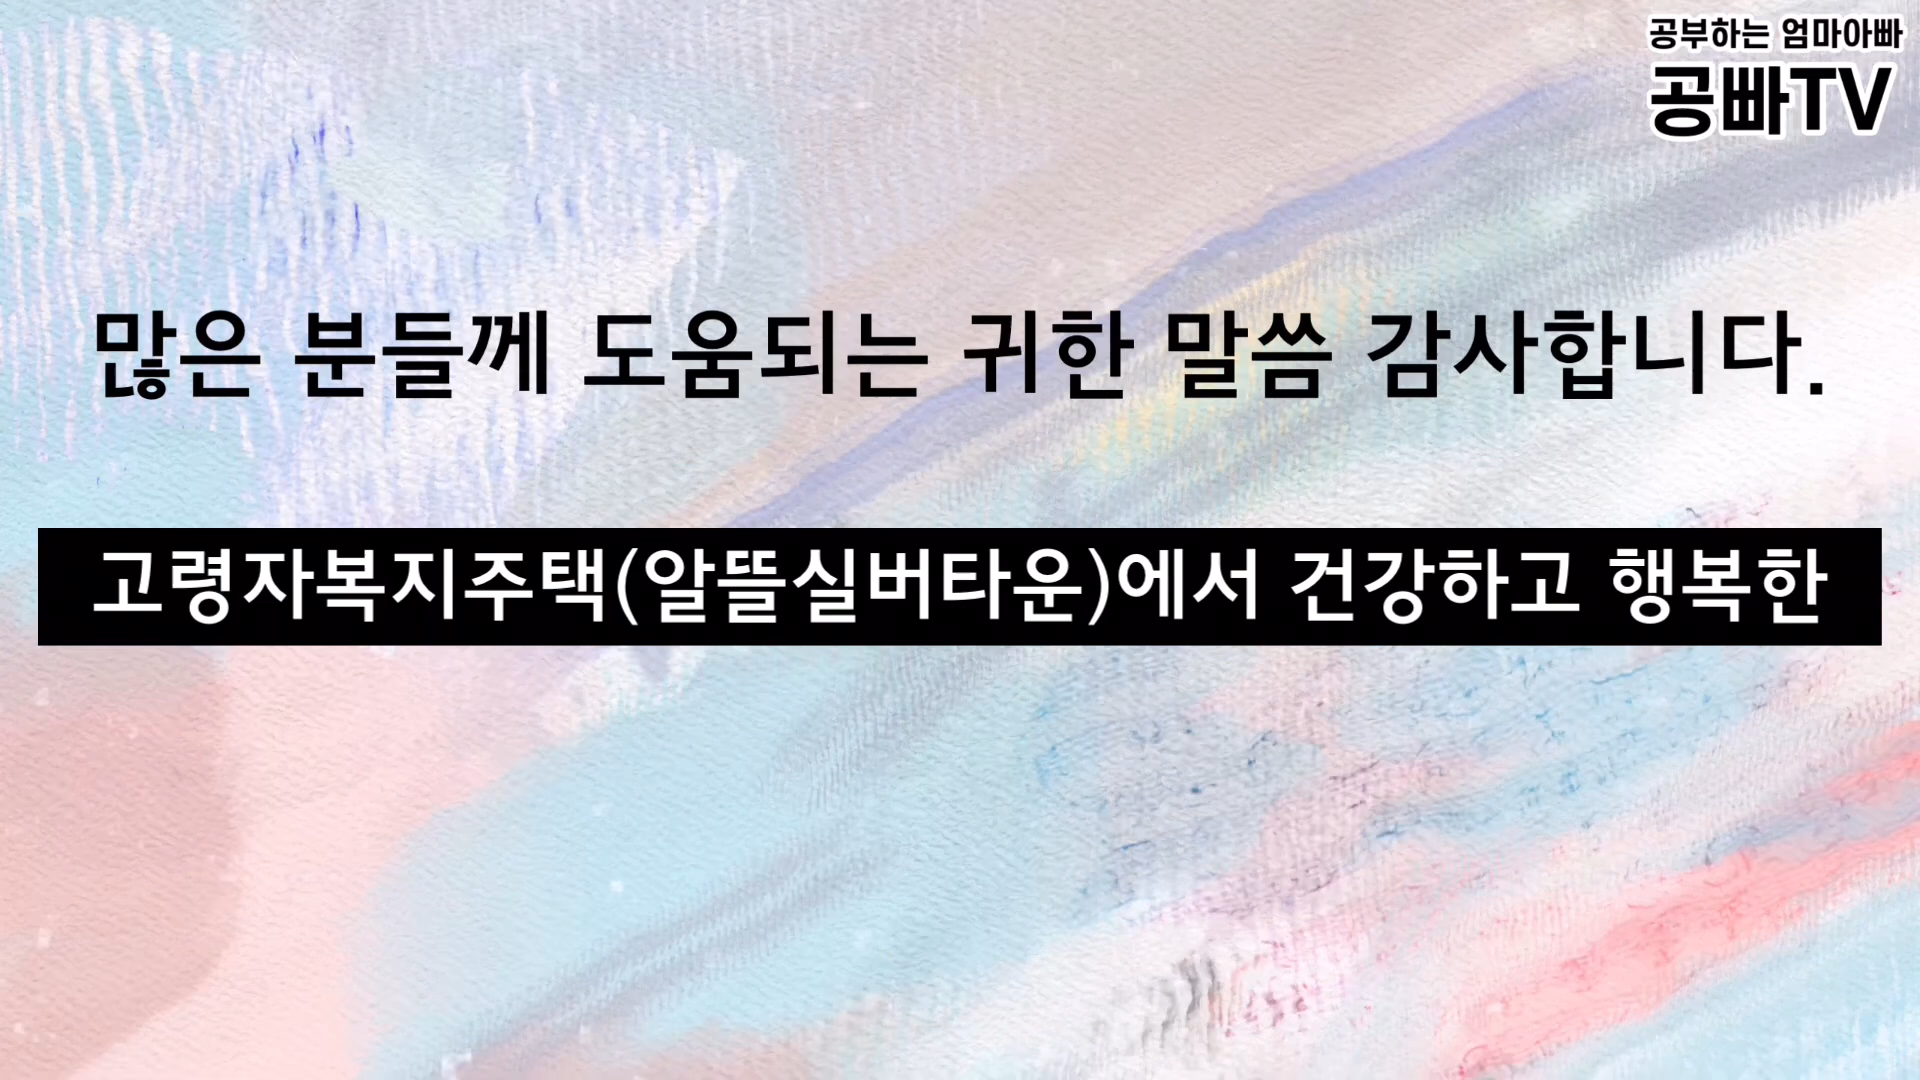 공부하는 엄마아빠
공빠TV
많은 분들께 도움되는 귀한 말씀 감사합니다.
고령자복지주택(알뜰실버타운)에서 건강하고 행복한